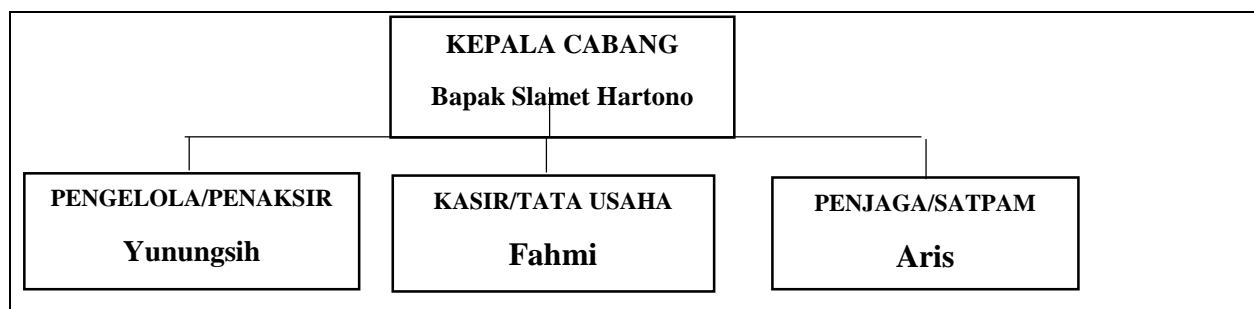 KEPALA CABANG
Bapak Slamet Hartono
PENGELOLA/PENAKSIR
Yunungsih
KASIR/TATA USAHA
Fahmi
PENJAGA/SATPAM
Aris